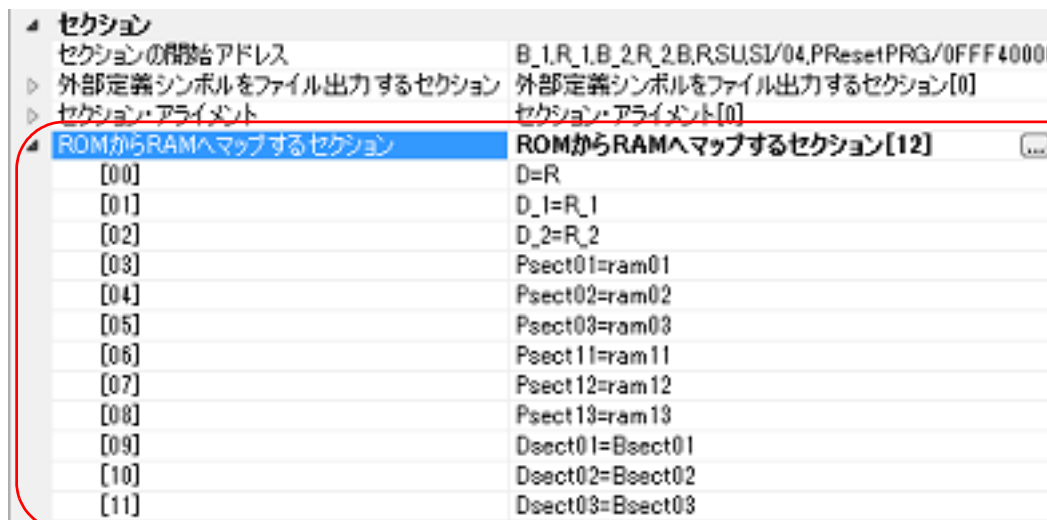 セクション
セクションの開始アドレス B_1,R_1,B_2,R_2,B,R,SU,SI/04,PResetPRG/0FFF4000
外部定義シンボルをファイル出力するセクション 外部定義シンボルをファイル出力するセクション[0]
セクション・アライメント セクション・アライメント[0]
ROMからRAMへマップするセクション ROMからRAMへマップするセクション[12] ...
[00] D=R
[01] D_1=R_1
[02] D_2=R_2
[03] Psect01=ram01
[04] Psect02=ram02
[05] Psect03=ram03
[06] Psect11=ram11
[07] Psect12=ram12
[08] Psect13=ram13
[09] Dsect01=Bsect01
[10] Dsect02=Bsect02
[11] Dsect03=Bsect03